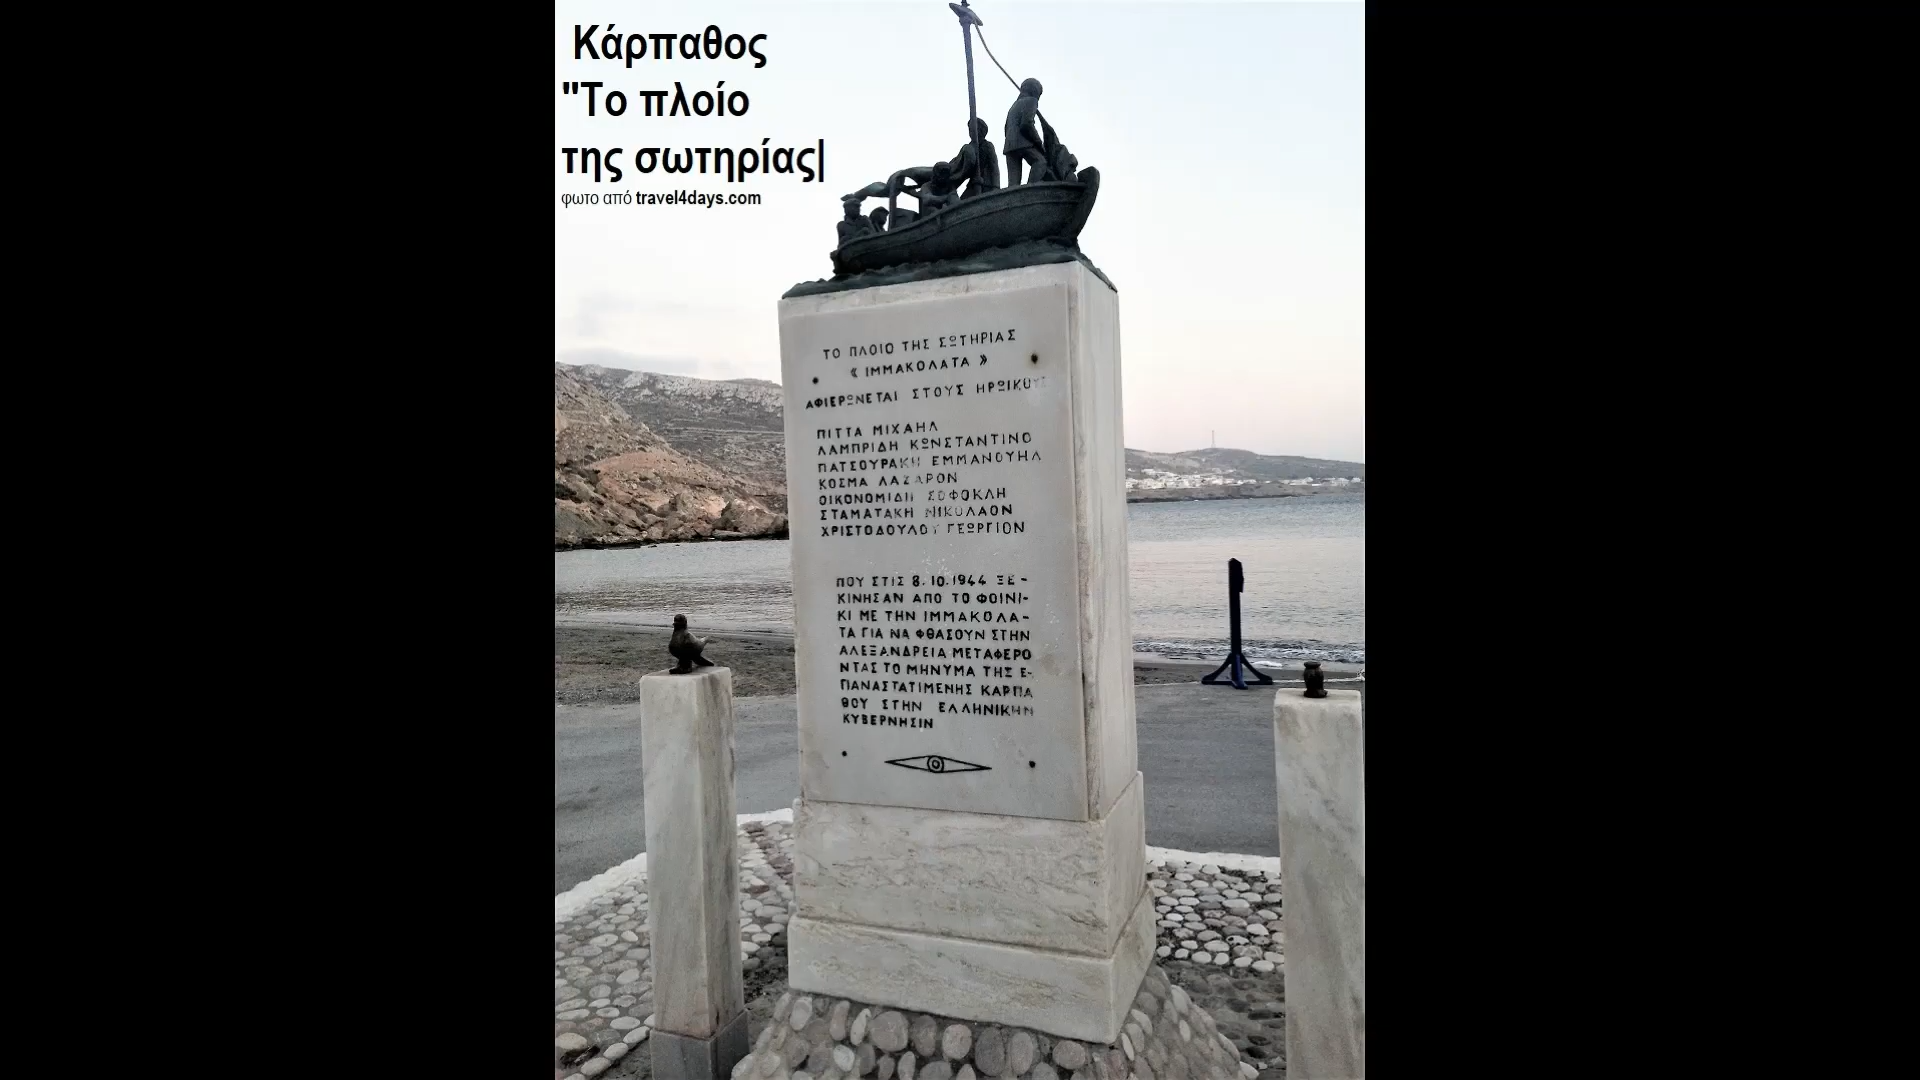 Κάρπαθος
"Το πλοίο
της σωτηρίας|
φωτο από travel4days.com
ΤΟ ΠΛΟΙΟ ΤΗΣ ΣΩΤΗΡΙΑΣ
« ΙΜΜΑΚΟΛΑΤΑ »
ΑΦΙΕΡΩΝΕΤΑΙ ΣΤΟΥΣ ΗΡΩΙΚΟΥΣ
ΠΙΤΤΑ ΜΙΧΑΗΛ
ΛΑΜΠΡΙΔΗ ΚΩΝΣΤΑΝΤΙΝΟ
ΠΑΤΣΟΥΡΑΚΗ ΕΜΜΑΝΟΥΗΛ
ΚΟΣΜΑ ΛΑΖΑΡΟΝ
ΟΙΚΟΝΟΜΙΔΗ ΣΟΦΟΚΛΗ
ΣΤΑΜΑΤΑΚΗ ΝΙΚΟΛΑΟΝ
ΧΡΙΣΤΟΔΟΥΛΟΥ ΓΕΩΡΓΙΟΝ
ΠΟΥ ΣΤΙΣ 8.10.1944 ΞΕ-
ΚΙΝΗΣΑΝ ΑΠΟ ΤΟ ΦΟΙΝΙ-
ΚΙ ΜΕ ΤΗΝ ΙΜΜΑΚΟΛΑ-
ΤΑ ΓΙΑ ΝΑ ΦΘΑΣΟΥΝ ΣΤΗΝ
ΑΛΕΞΑΝΔΡΕΙΑ ΜΕΤΑΦΕΡΟ
ΝΤΑΣ ΤΟ ΜΗΝΥΜΑ ΤΗΣ Ε-
ΠΑΝΑΣΤΑΤΙΜΕΝΗΣ ΚΑΡΠΑ
ΘΟΥ ΣΤΗΝ ΕΛΛΗΝΙΚΗΝ
ΚΥΒΕΡΝΗΣΙΝ